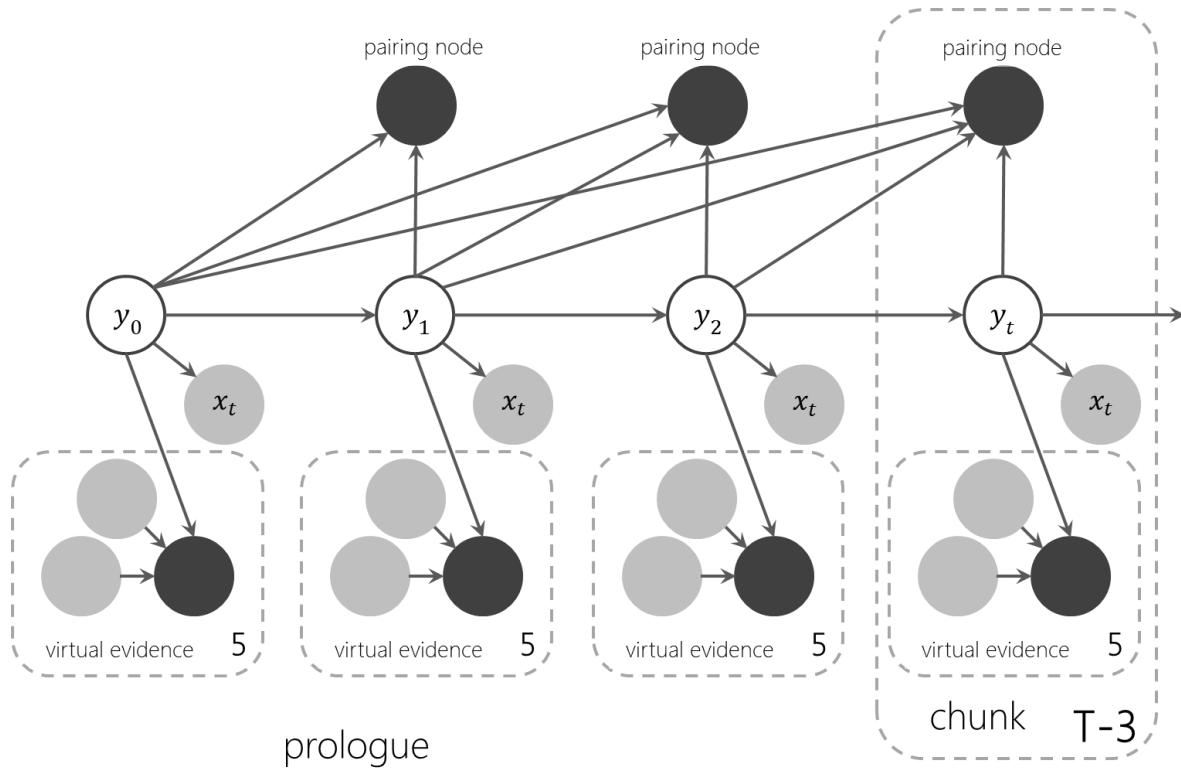 pairing node
pairing node
pairing node
y₀
y₁
y₂
yₜ
xₜ
xₜ
xₜ
xₜ
virtual evidence 5
virtual evidence 5
virtual evidence 5
virtual evidence 5
prologue
chunk T-3